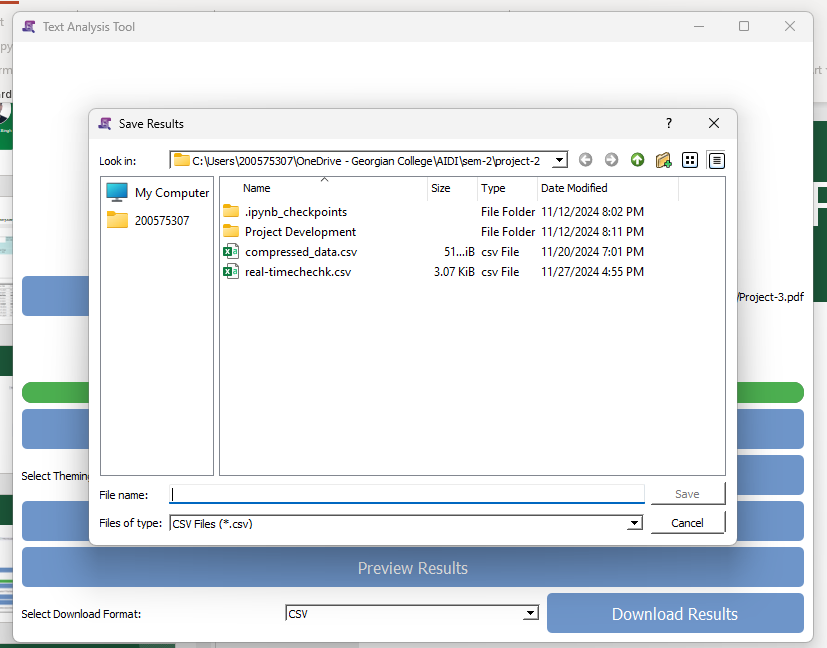 Text Analysis Tool
Save Results
?
Look in:
C:\Users\200575307\OneDrive - Georgian College\AIDI\sem-2\project-2
My Computer
200575307
Name Size Type Date Modified
.ipynb_checkpoints File Folder 11/12/2024 8:02 PM
Project Development File Folder 11/12/2024 8:11 PM
compressed_data.csv 51...iB csv File 11/20/2024 7:01 PM
real-timechechk.csv 3.07 KiB csv File 11/27/2024 4:55 PM
/Project-3.pdf
Select Theming
File name:
Save
Files of type: CSV Files (*.csv)
Cancel
Preview Results
Select Download Format: CSV
Download Results